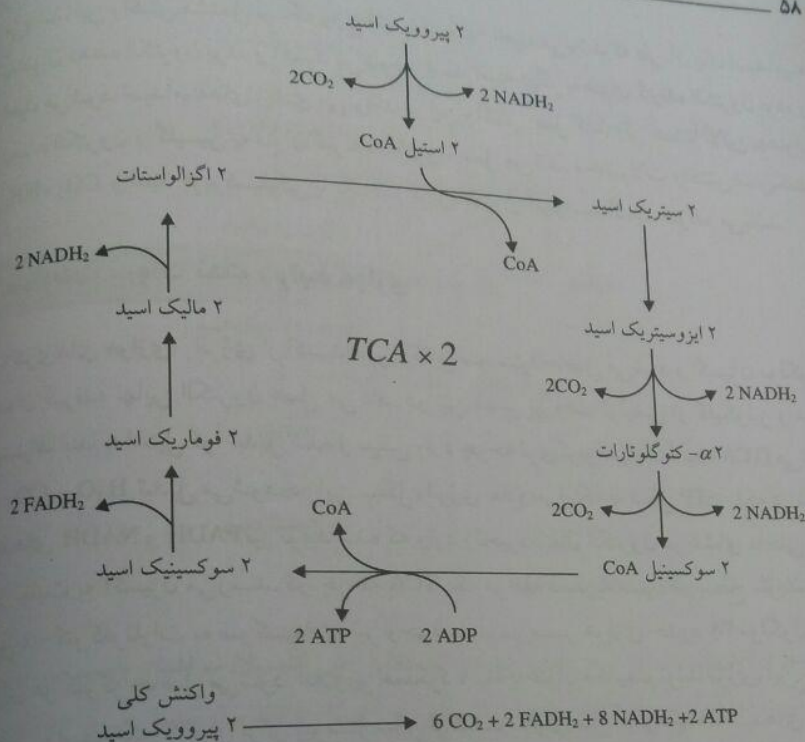 ۵۸
۲ پیروویک اسید
2CO₂
2 NADH₂
۲ استیل CoA
۲ اگزالواستات
۲ سیتریک اسید
CoA
2 NADH₂
۲ مالیک اسید
۲ ایزوسیتریک اسید
TCA × 2
2CO₂
2 NADH₂
۲ فوماریک اسید
۲α- کتوگلوتارات
2 FADH₂
CoA
2CO₂
2 NADH₂
۲ سوکسینیک اسید
۲ سوکسینیل CoA
2 ATP
2 ADP
واکنش کلی
۲ پیروویک اسید
6 CO₂ + 2 FADH₂ + 8 NADH₂ +2 ATP